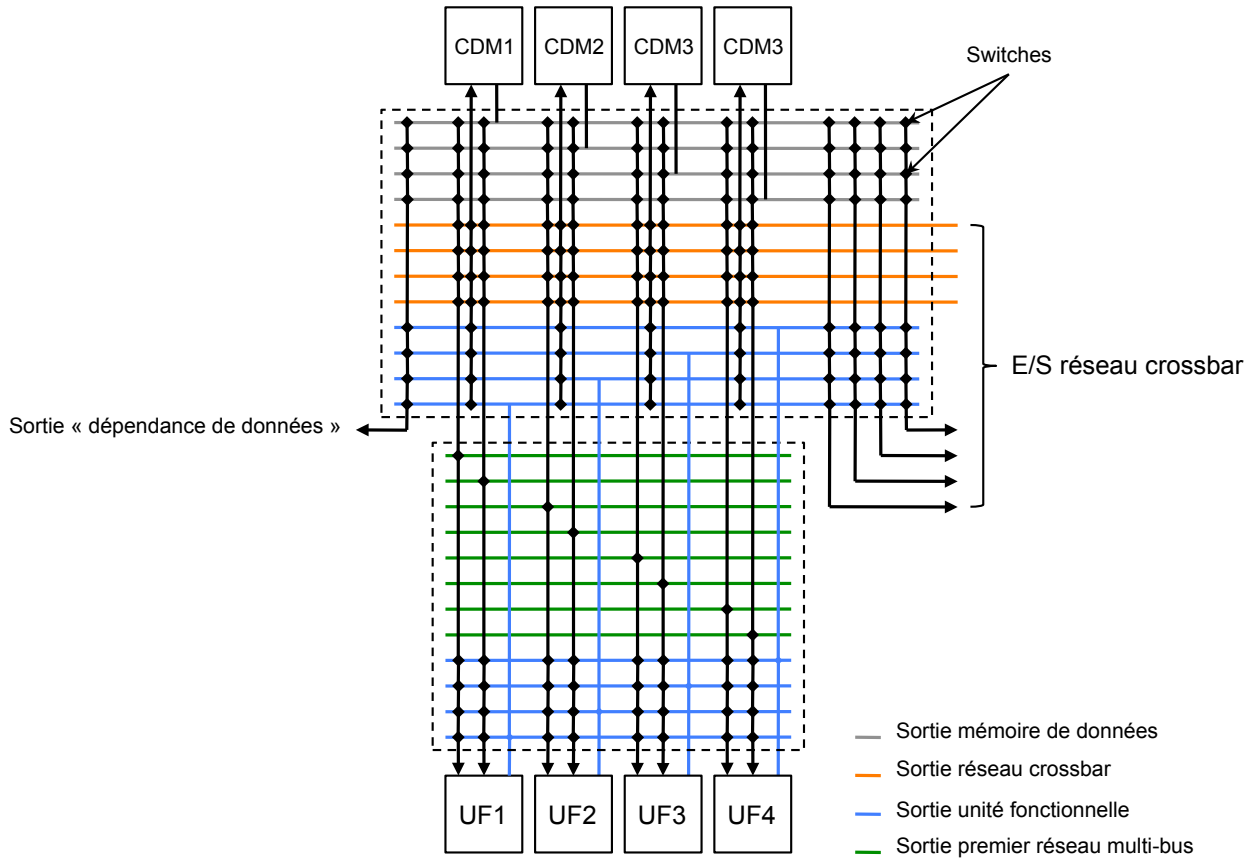 CDM1
CDM2
CDM3
CDM3
Switches
E/S réseau crossbar
Sortie « dépendance de données »
UF1
UF2
UF3
UF4
Sortie mémoire de données
Sortie réseau crossbar
Sortie unité fonctionnelle
Sortie premier réseau multi-bus